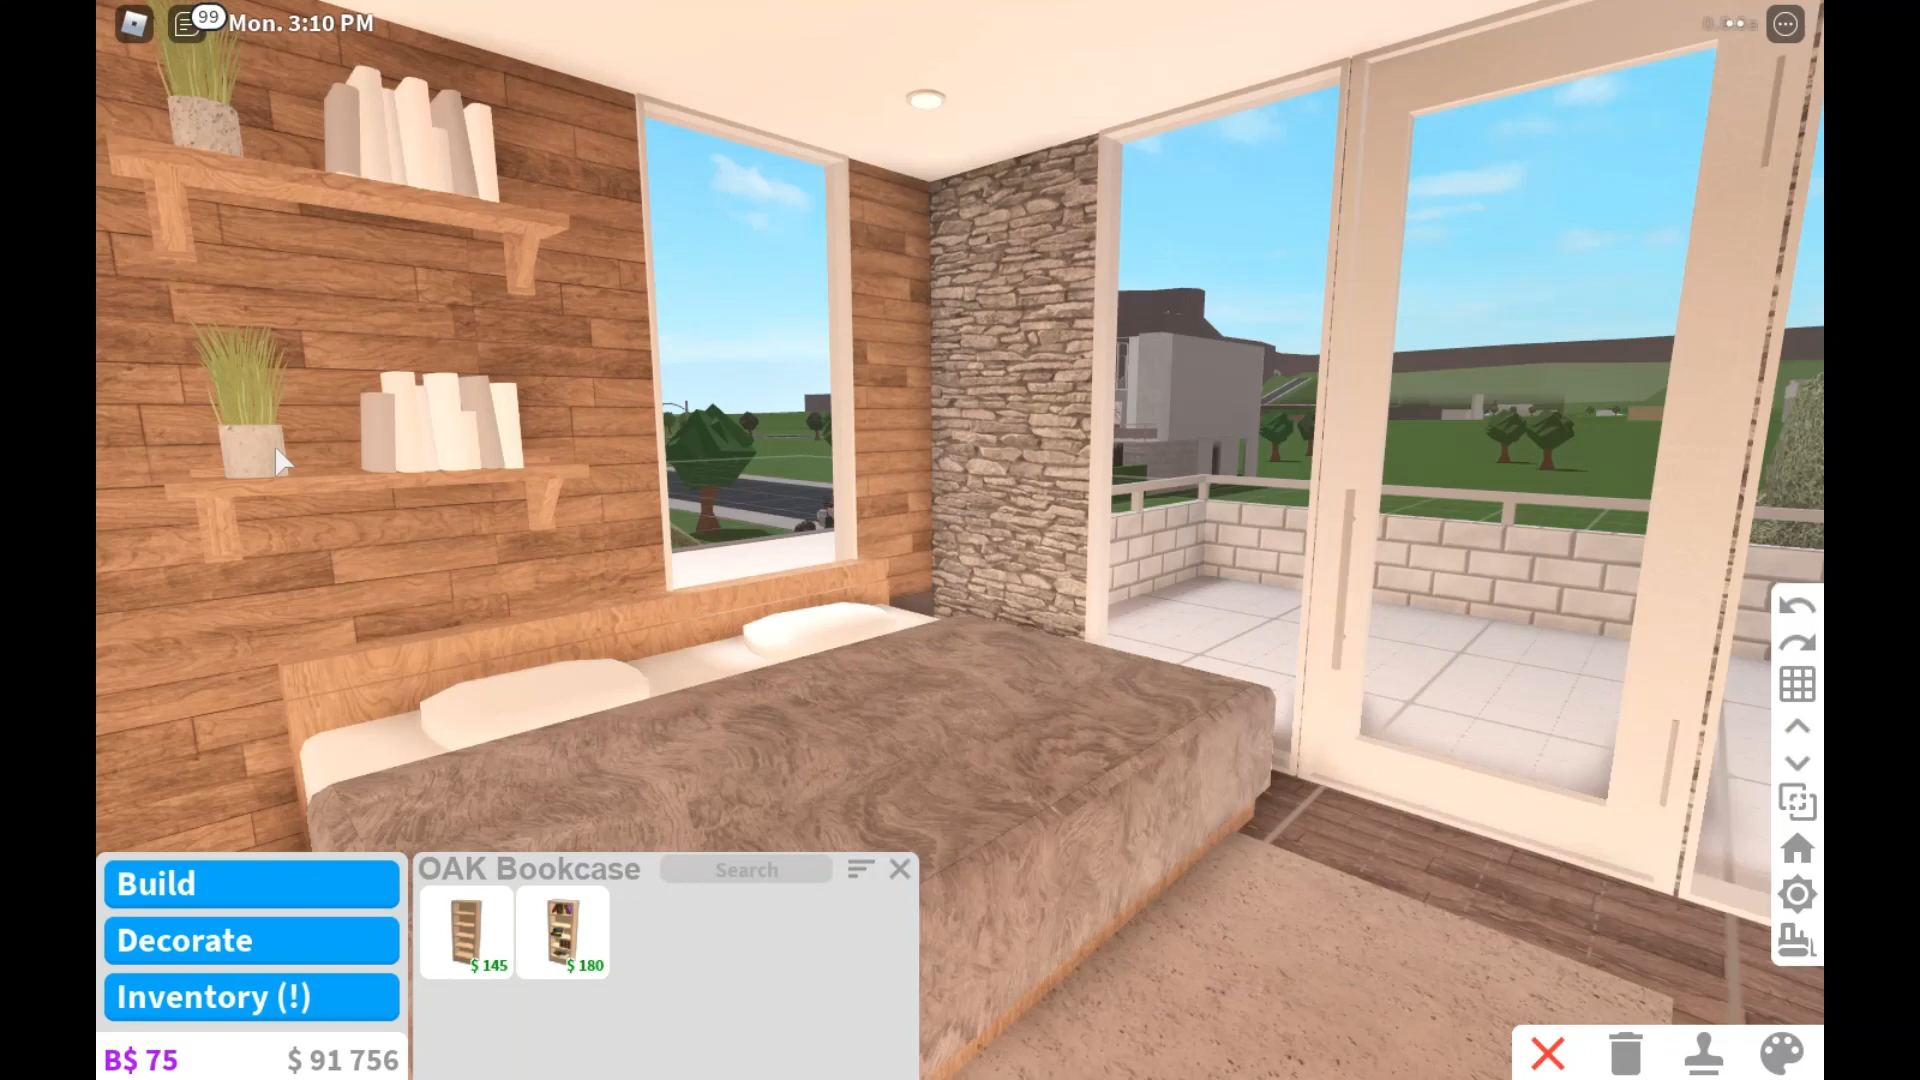 99
Mon. 3:10 PM
Build
Decorate
Inventory (!)
B$ 75
$ 91 756
OAK Bookcase
Search
$ 145
$ 180